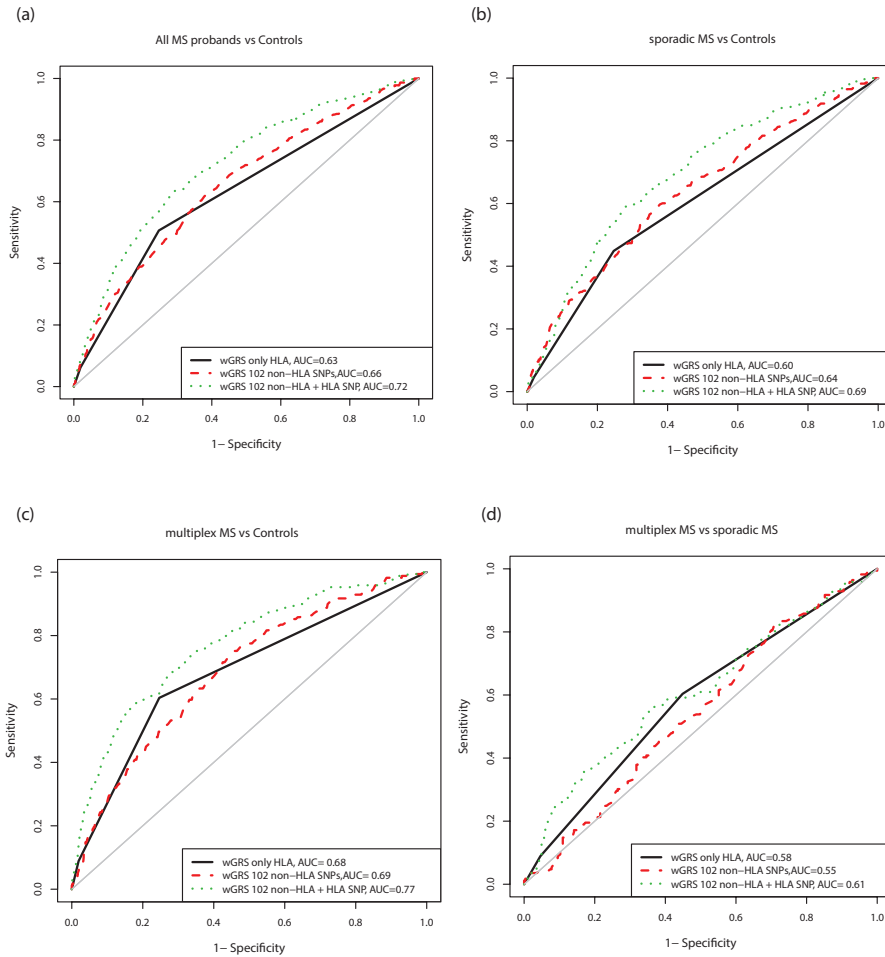 (a)
All MS probands vs Controls
Sensitivity
1.0
0.8
0.6
0.4
0.2
0.0
wGRS only HLA, AUC=0.63
wGRS 102 non−HLA SNPs,AUC=0.66
wGRS 102 non−HLA + HLA SNP, AUC=0.72
0.0 0.2 0.4 0.6 0.8 1.0
1− Specificity
(b)
sporadic MS vs Controls
Sensitivity
1.0
0.8
0.6
0.4
0.2
0.0
wGRS only HLA, AUC=0.60
wGRS 102 non−HLA SNPs,AUC=0.64
wGRS 102 non−HLA + HLA SNP, AUC=0.69
0.0 0.2 0.4 0.6 0.8 1.0
1− Specificity
(c)
multiplex MS vs Controls
Sensitivity
1.0
0.8
0.6
0.4
0.2
0.0
wGRS only HLA, AUC= 0.68
wGRS 102 non−HLA SNPs,AUC= 0.69
wGRS 102 non−HLA + HLA SNP, AUC=0.77
0.0 0.2 0.4 0.6 0.8 1.0
1− Specificity
(d)
multiplex MS vs sporadic MS
Sensitivity
1.0
0.8
0.6
0.4
0.2
0.0
wGRS only HLA, AUC=0.58
wGRS 102 non−HLA SNPs,AUC=0.55
wGRS 102 non−HLA + HLA SNP, AUC= 0.61
0.0 0.2 0.4 0.6 0.8 1.0
1− Specificity